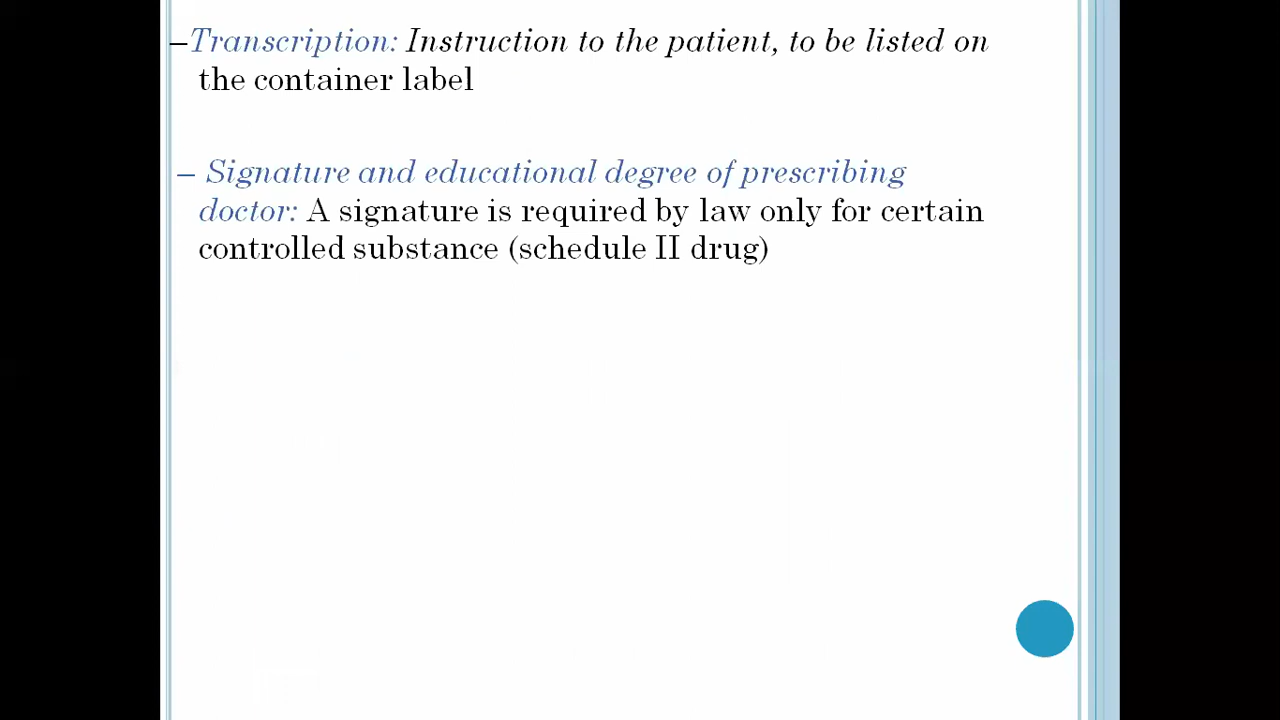 –Transcription: Instruction to the patient, to be listed on
the container label
– Signature and educational degree of prescribing
doctor: A signature is required by law only for certain
controlled substance (schedule II drug)